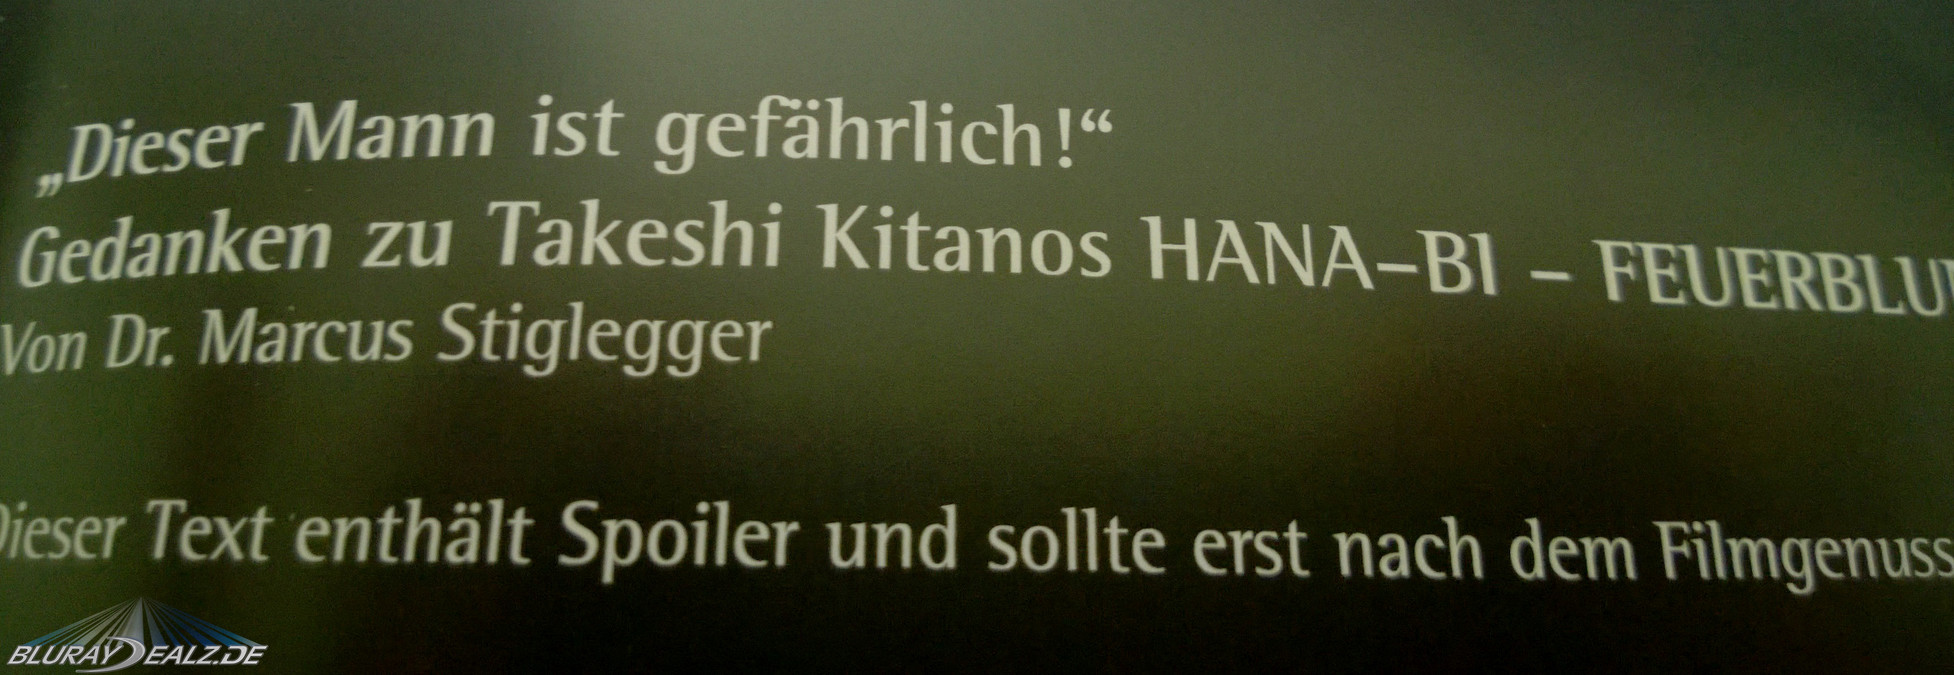 „Dieser Mann ist gefährlich!“
Gedanken zu Takeshi Kitanos HANA–BI – FEUERBLU
Von Dr. Marcus Stiglegger
Dieser Text enthält Spoiler und sollte erst nach dem Filmgenuss
BLURAYDEALZ.DE